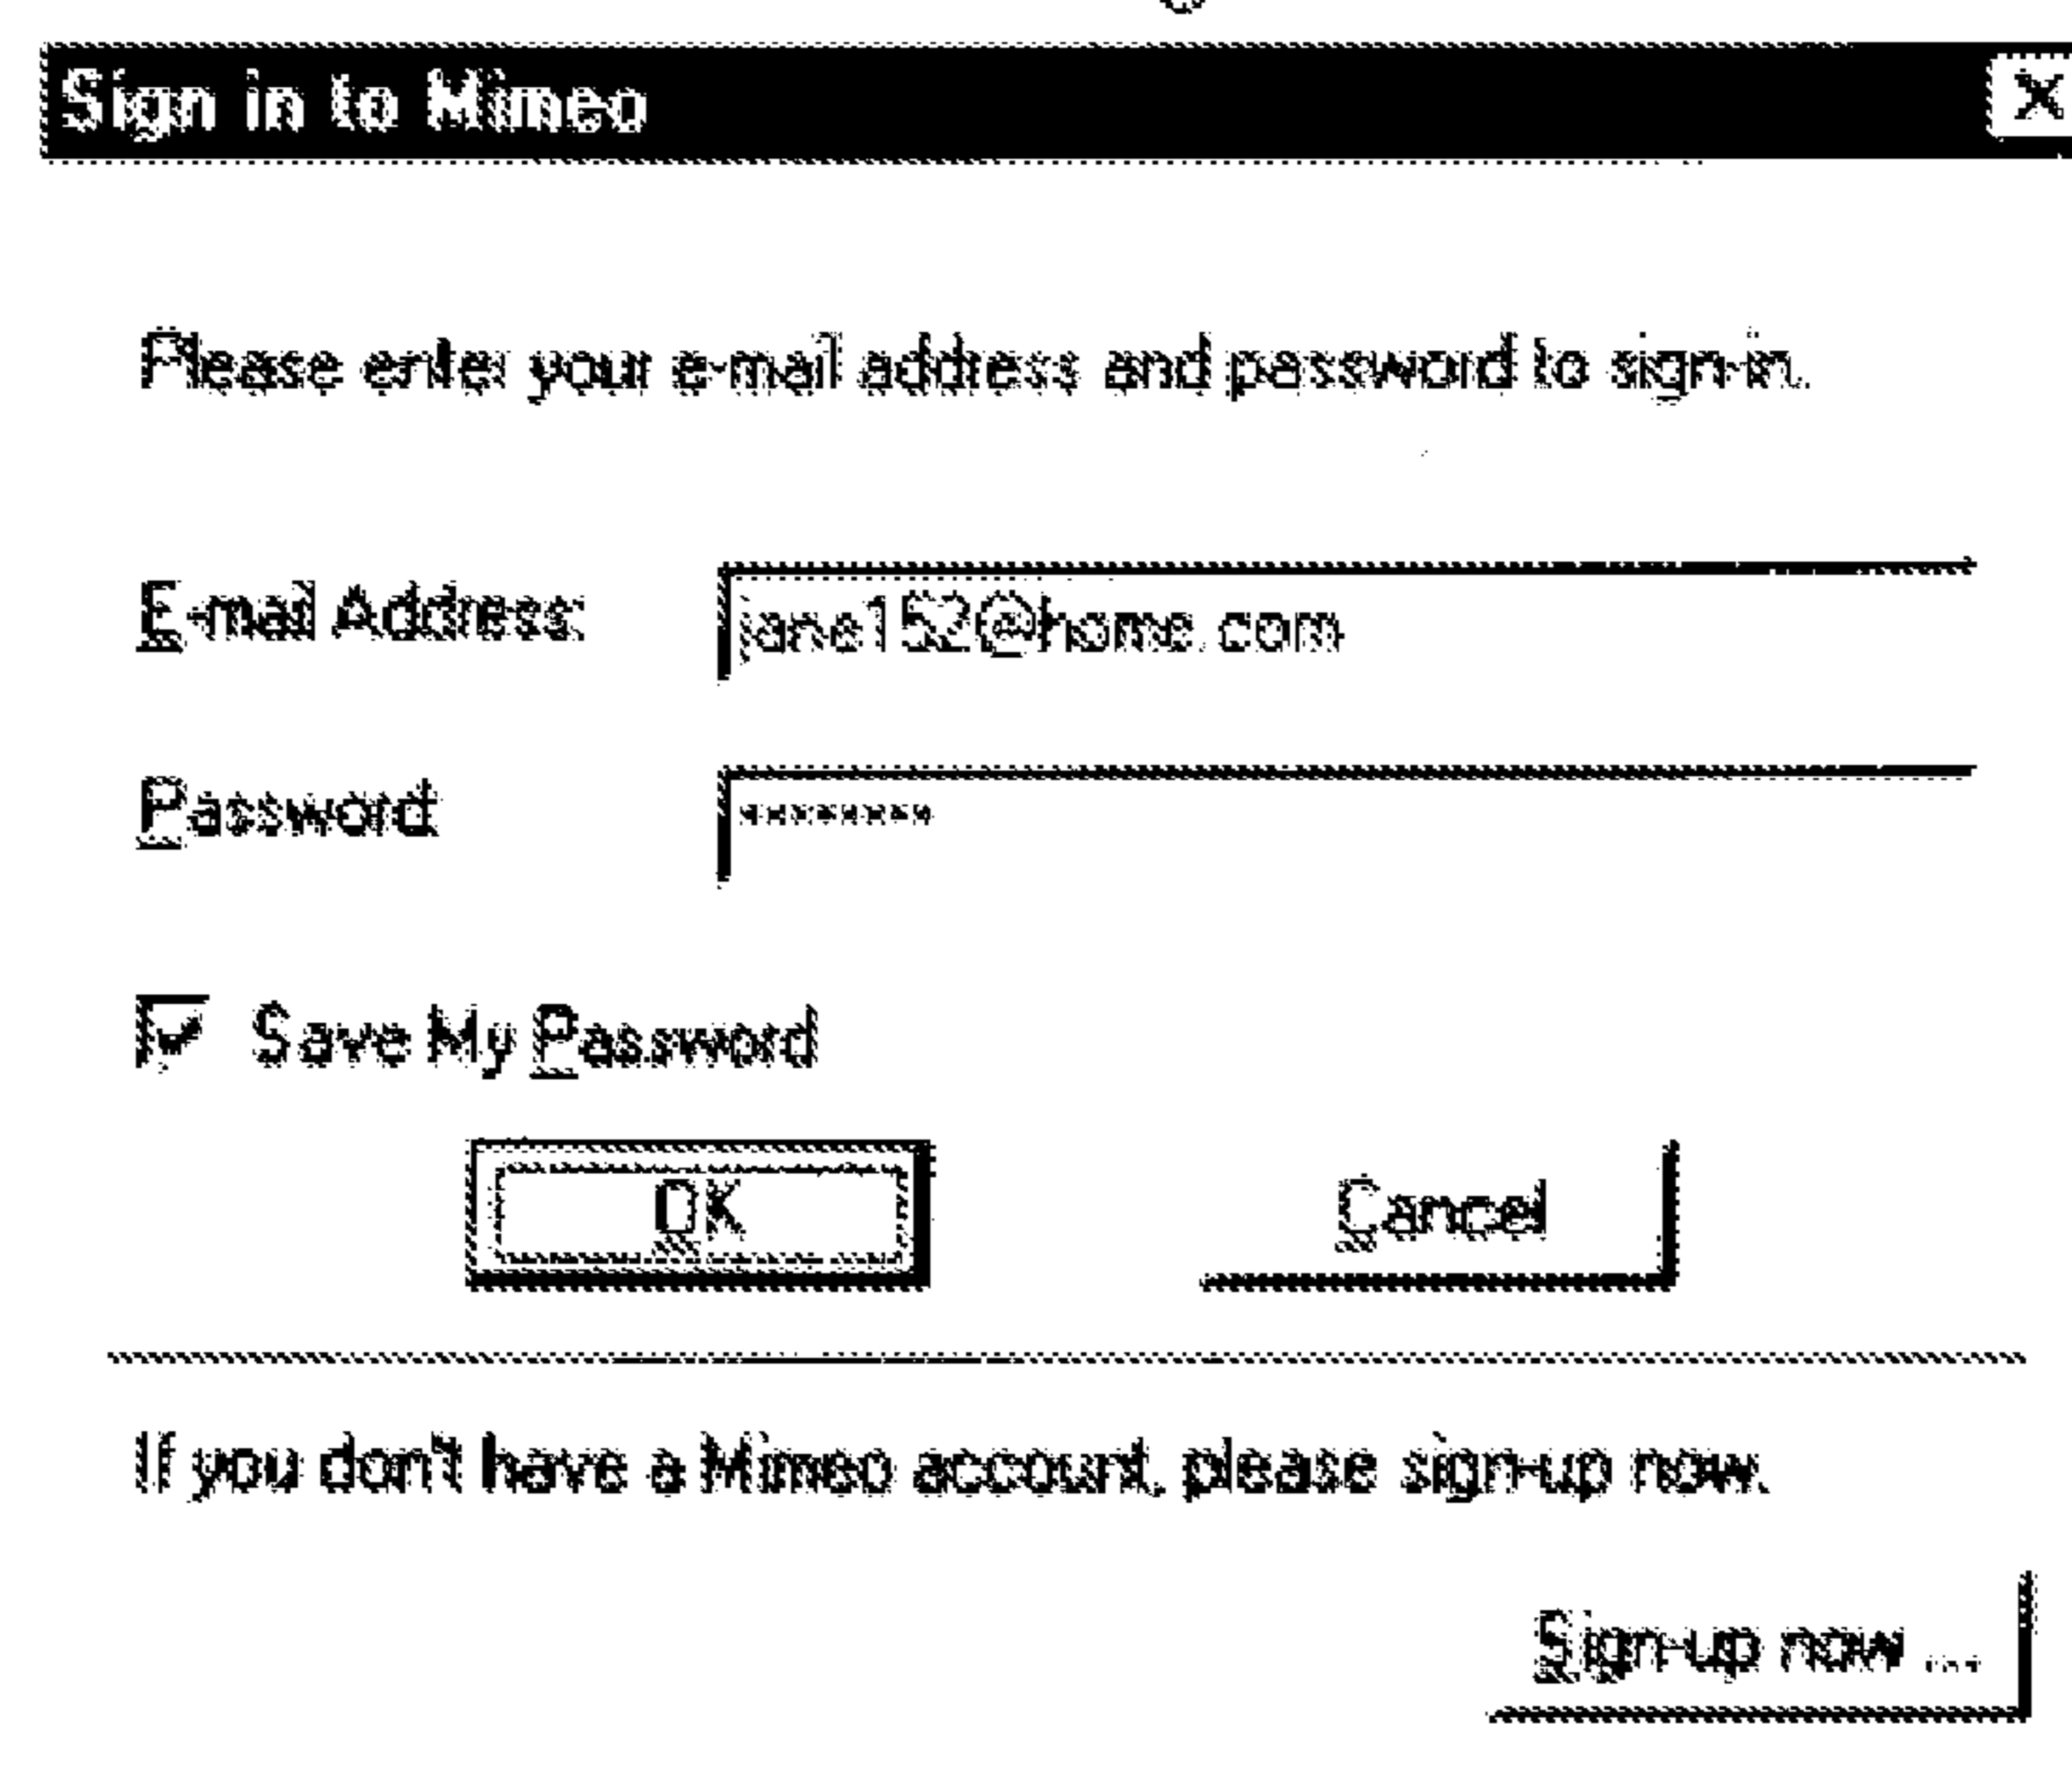 Sign in to Mimeo
X
Please enter your e-mail address and password to sign-in.
E-mail Address: jane152@home.com
Password ********
Save My Password
OK Cancel
If you don't have a Mimeo account, please sign-up now.
Sign-up now ...